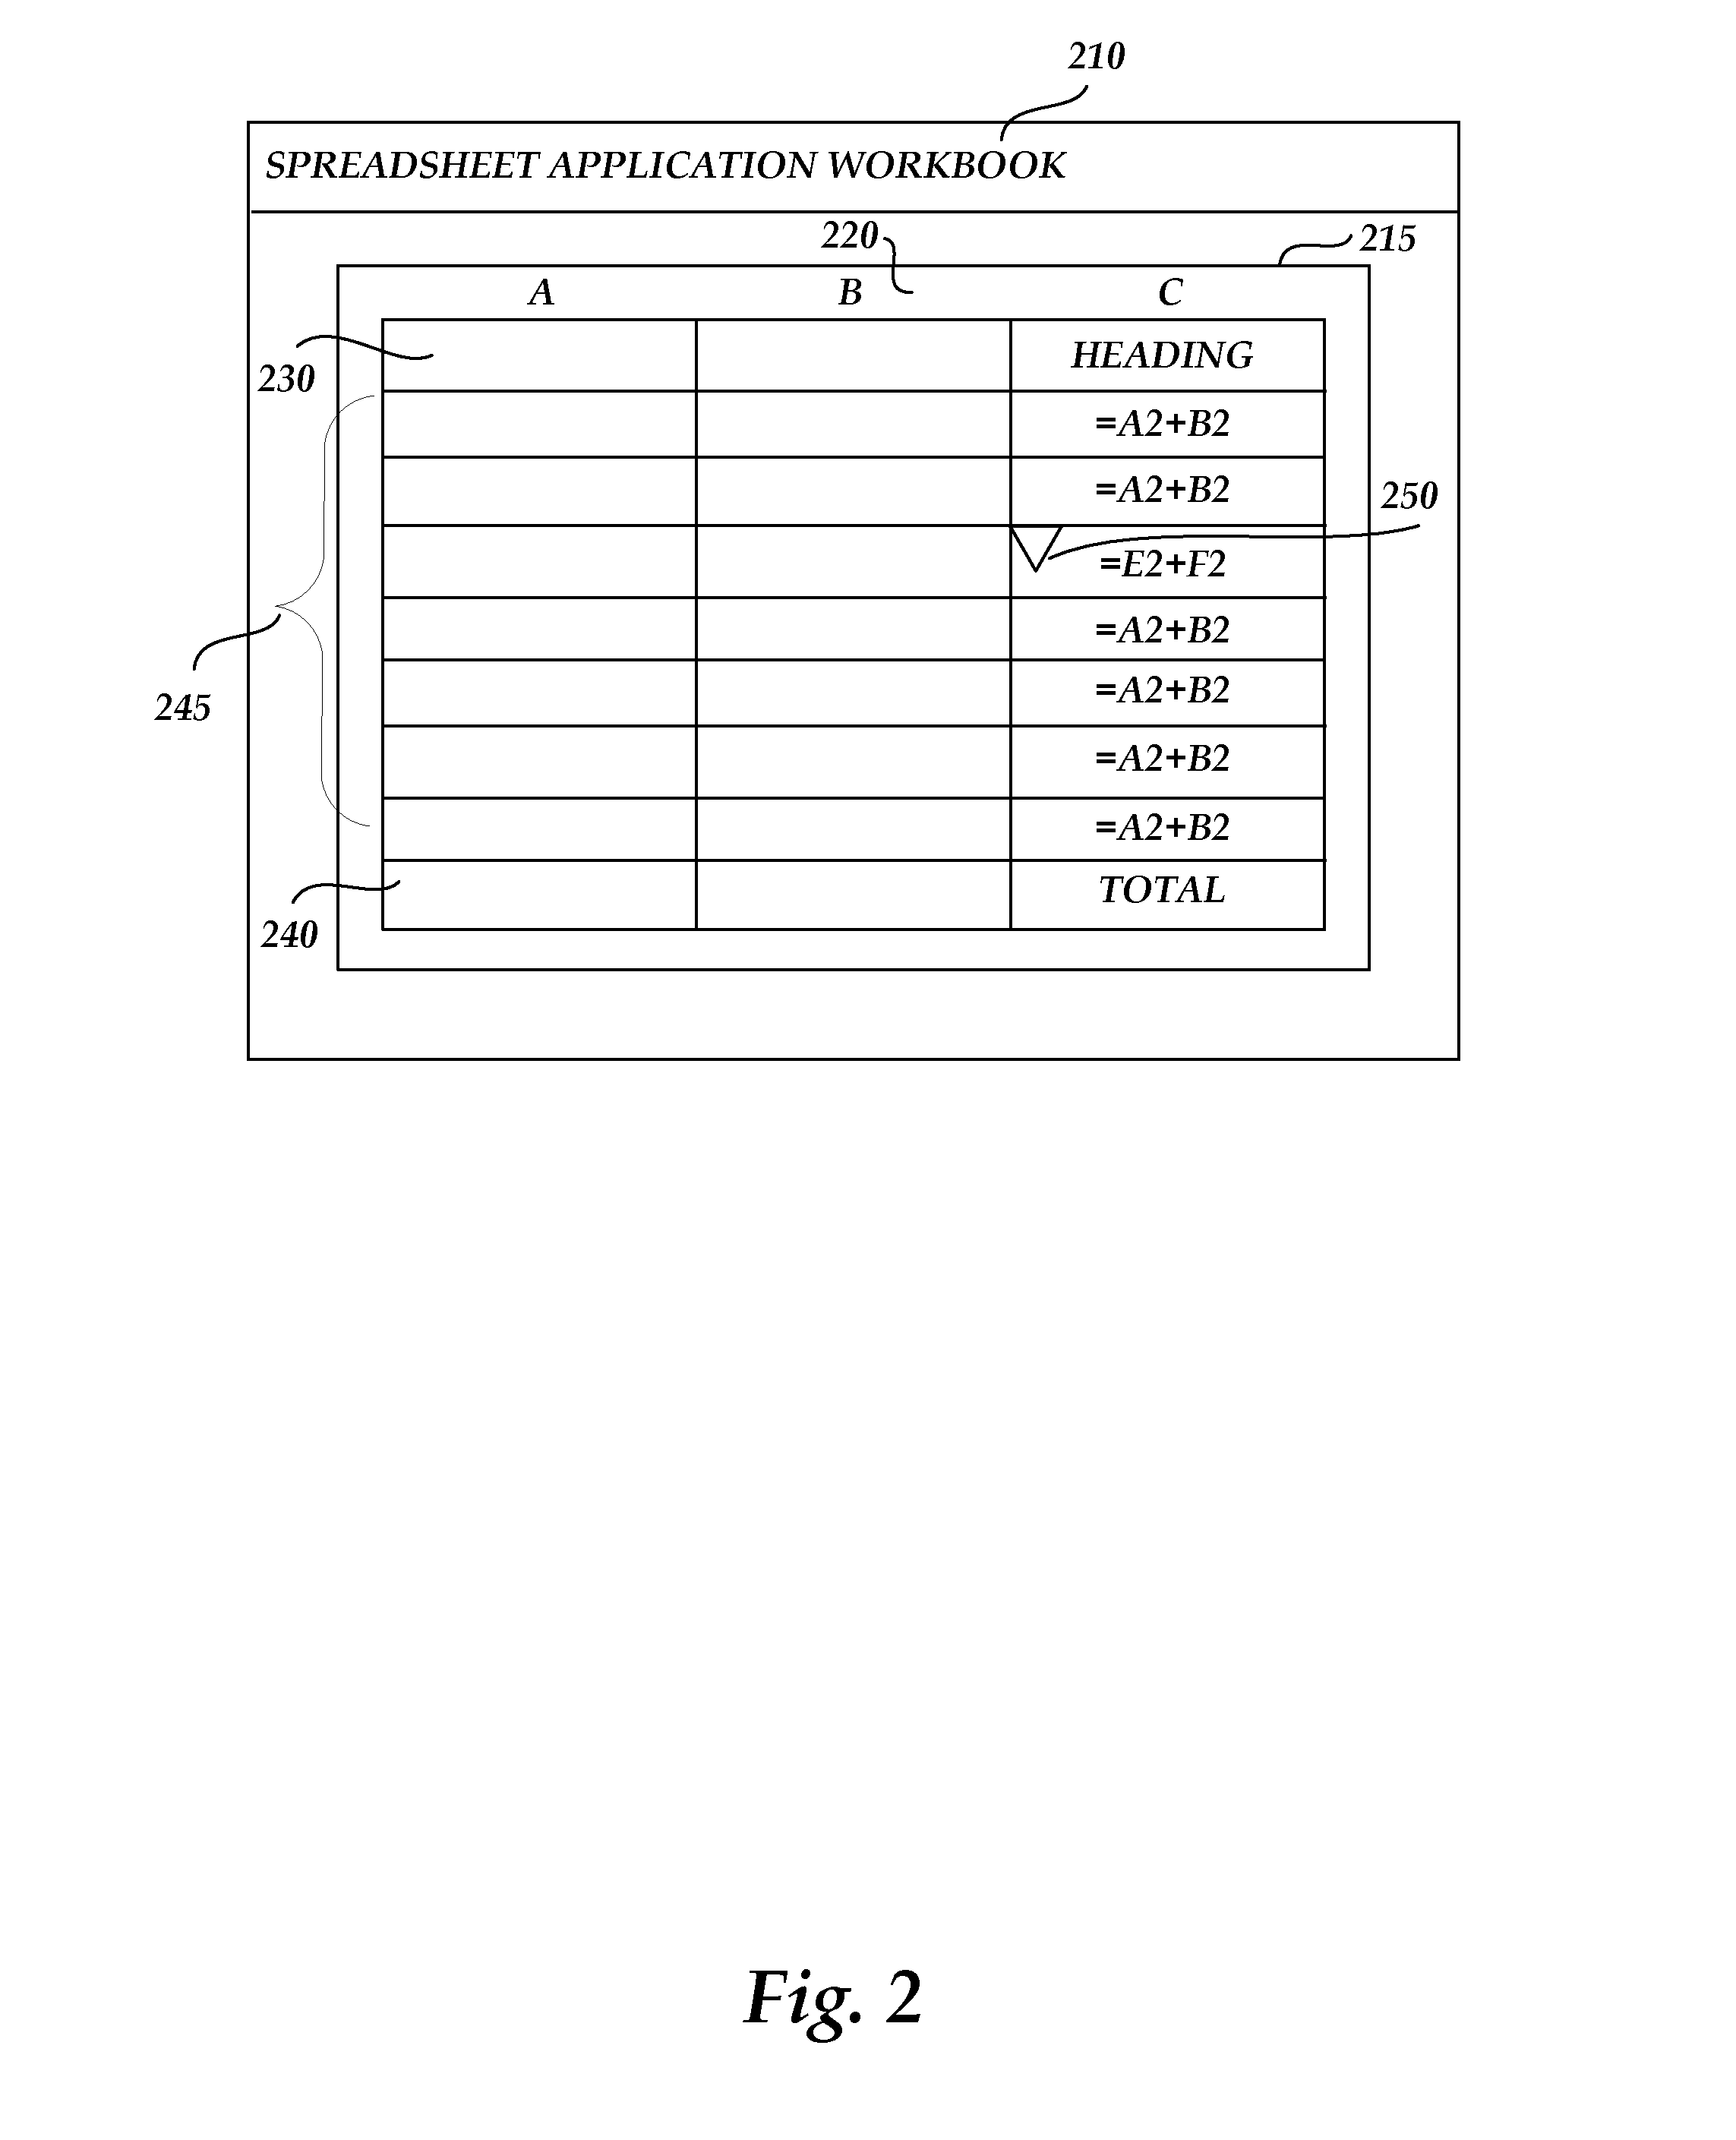 210
SPREADSHEET APPLICATION WORKBOOK
220
215
A B C
HEADING
230
=A2+B2
=A2+B2
250
=E2+F2
=A2+B2
=A2+B2
245
=A2+B2
=A2+B2
TOTAL
240
Fig. 2